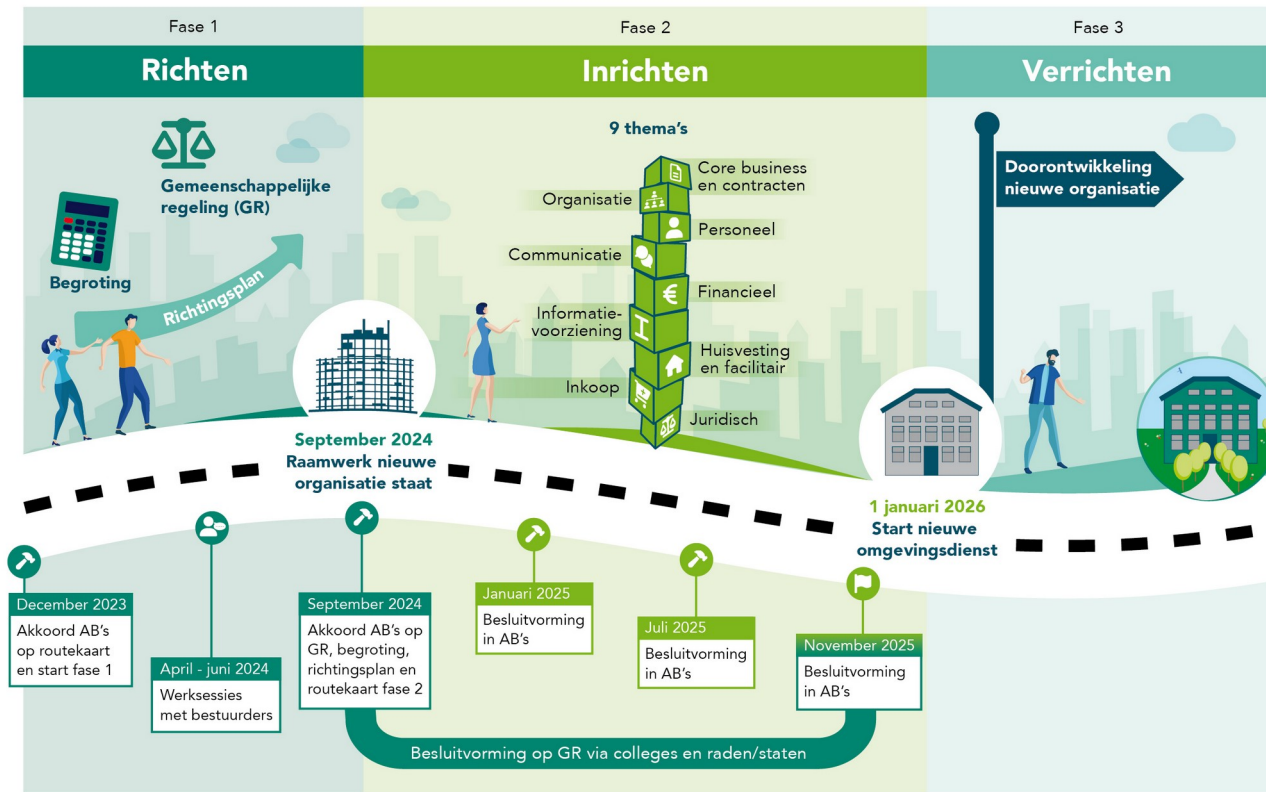 Fase 1
Richten
Gemeenschappelijke
regeling (GR)
Begroting
Richtingsplan
September 2024
Raamwerk nieuwe
organisatie staat
Fase 2
Inrichten
9 thema's
Core business
en contracten
Organisatie
Personeel
Communicatie
Financieel
Informatie-
voorziening
Huisvesting
en facilitair
Inkoop
Juridisch
Fase 3
Verrichten
Doorontwikkeling
nieuwe organisatie
1 januari 2026
Start nieuwe
omgevingsdienst
December 2023
Akkoord AB's
op routekaart
en start fase 1
April - juni 2024
Werksessies
met bestuurders
September 2024
Akkoord AB's op
GR, begroting,
richtingsplan en
routekaart fase 2
Januari 2025
Besluitvorming
in AB's
Juli 2025
Besluitvorming
in AB's
November 2025
Besluitvorming
in AB's
Besluitvorming op GR via colleges en raden/staten